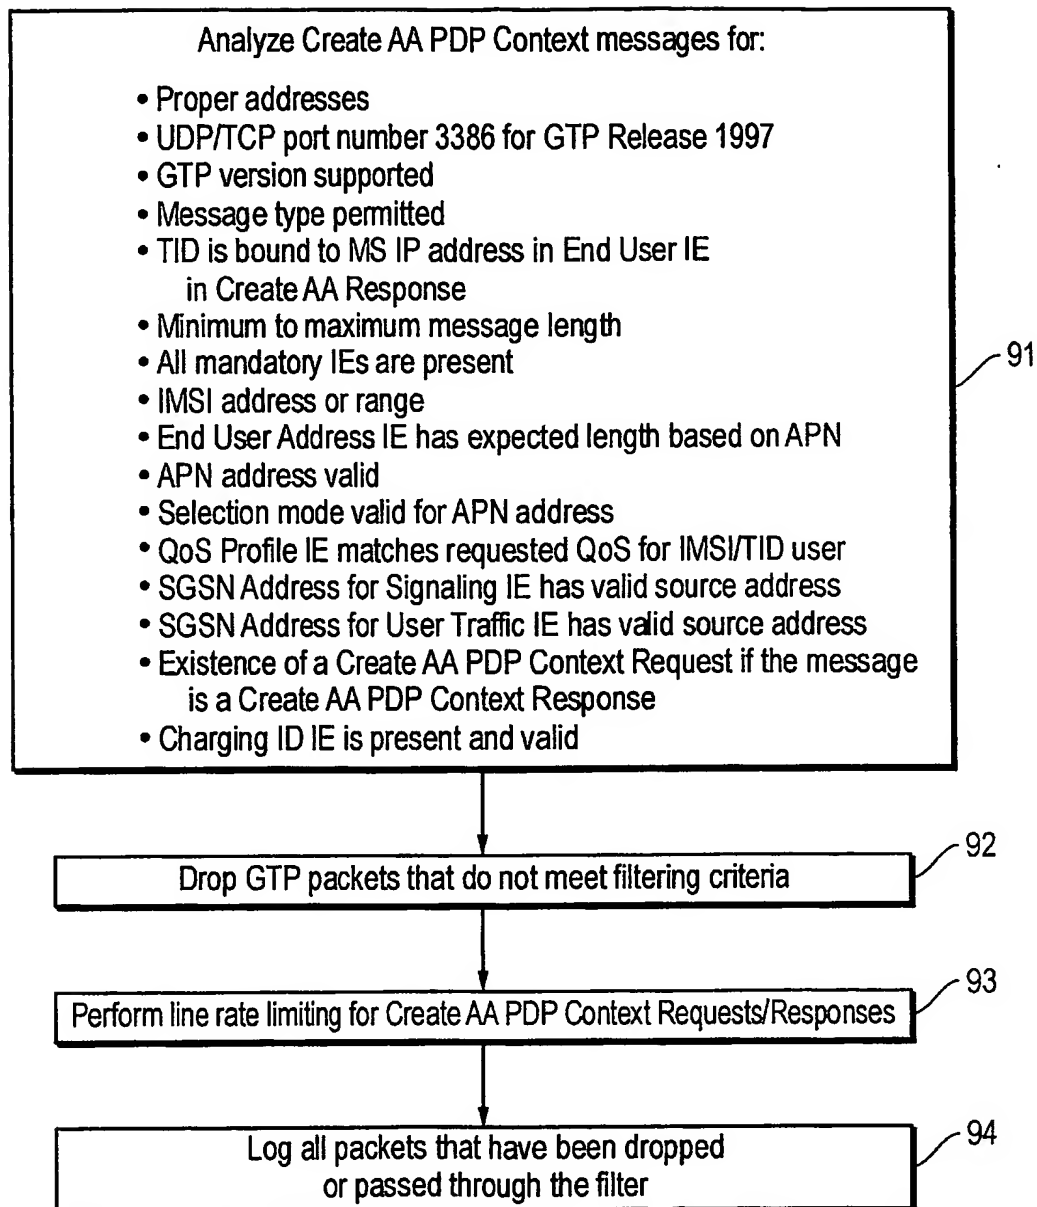 Analyze Create AA PDP Context messages for:
• Proper addresses
• UDP/TCP port number 3386 for GTP Release 1997
• GTP version supported
• Message type permitted
• TID is bound to MS IP address in End User IE
in Create AA Response
• Minimum to maximum message length
• All mandatory IEs are present
• IMSI address or range
• End User Address IE has expected length based on APN
• APN address valid
• Selection mode valid for APN address
• QoS Profile IE matches requested QoS for IMSI/TID user
• SGSN Address for Signaling IE has valid source address
• SGSN Address for User Traffic IE has valid source address
• Existence of a Create AA PDP Context Request if the message
is a Create AA PDP Context Response
• Charging ID IE is present and valid
91
92
Drop GTP packets that do not meet filtering criteria
93
Perform line rate limiting for Create AA PDP Context Requests/Responses
94
Log all packets that have been dropped
or passed through the filter